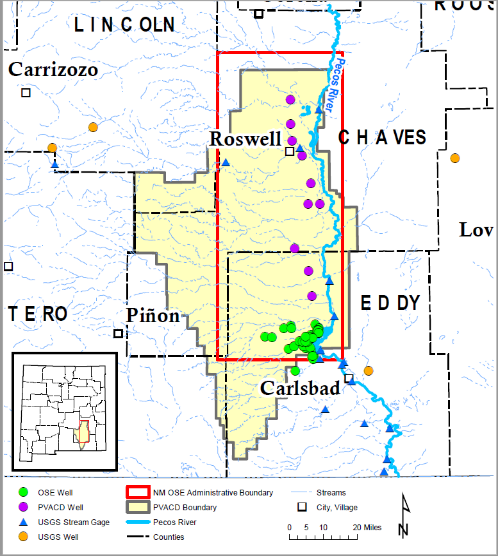 ROOS
LINCOLN
Carrizozo
Pecos River
Roswell
CHAVES
Lov
TERO
Piñon
EDDY
Carlsbad
OSE Well
PVACD Well
USGS Stream Gage
USGS Well
NM OSE Administrative Boundary
PVACD Boundary
Pecos River
Counties
Streams
City, Village
0 5 10 20 Miles
N